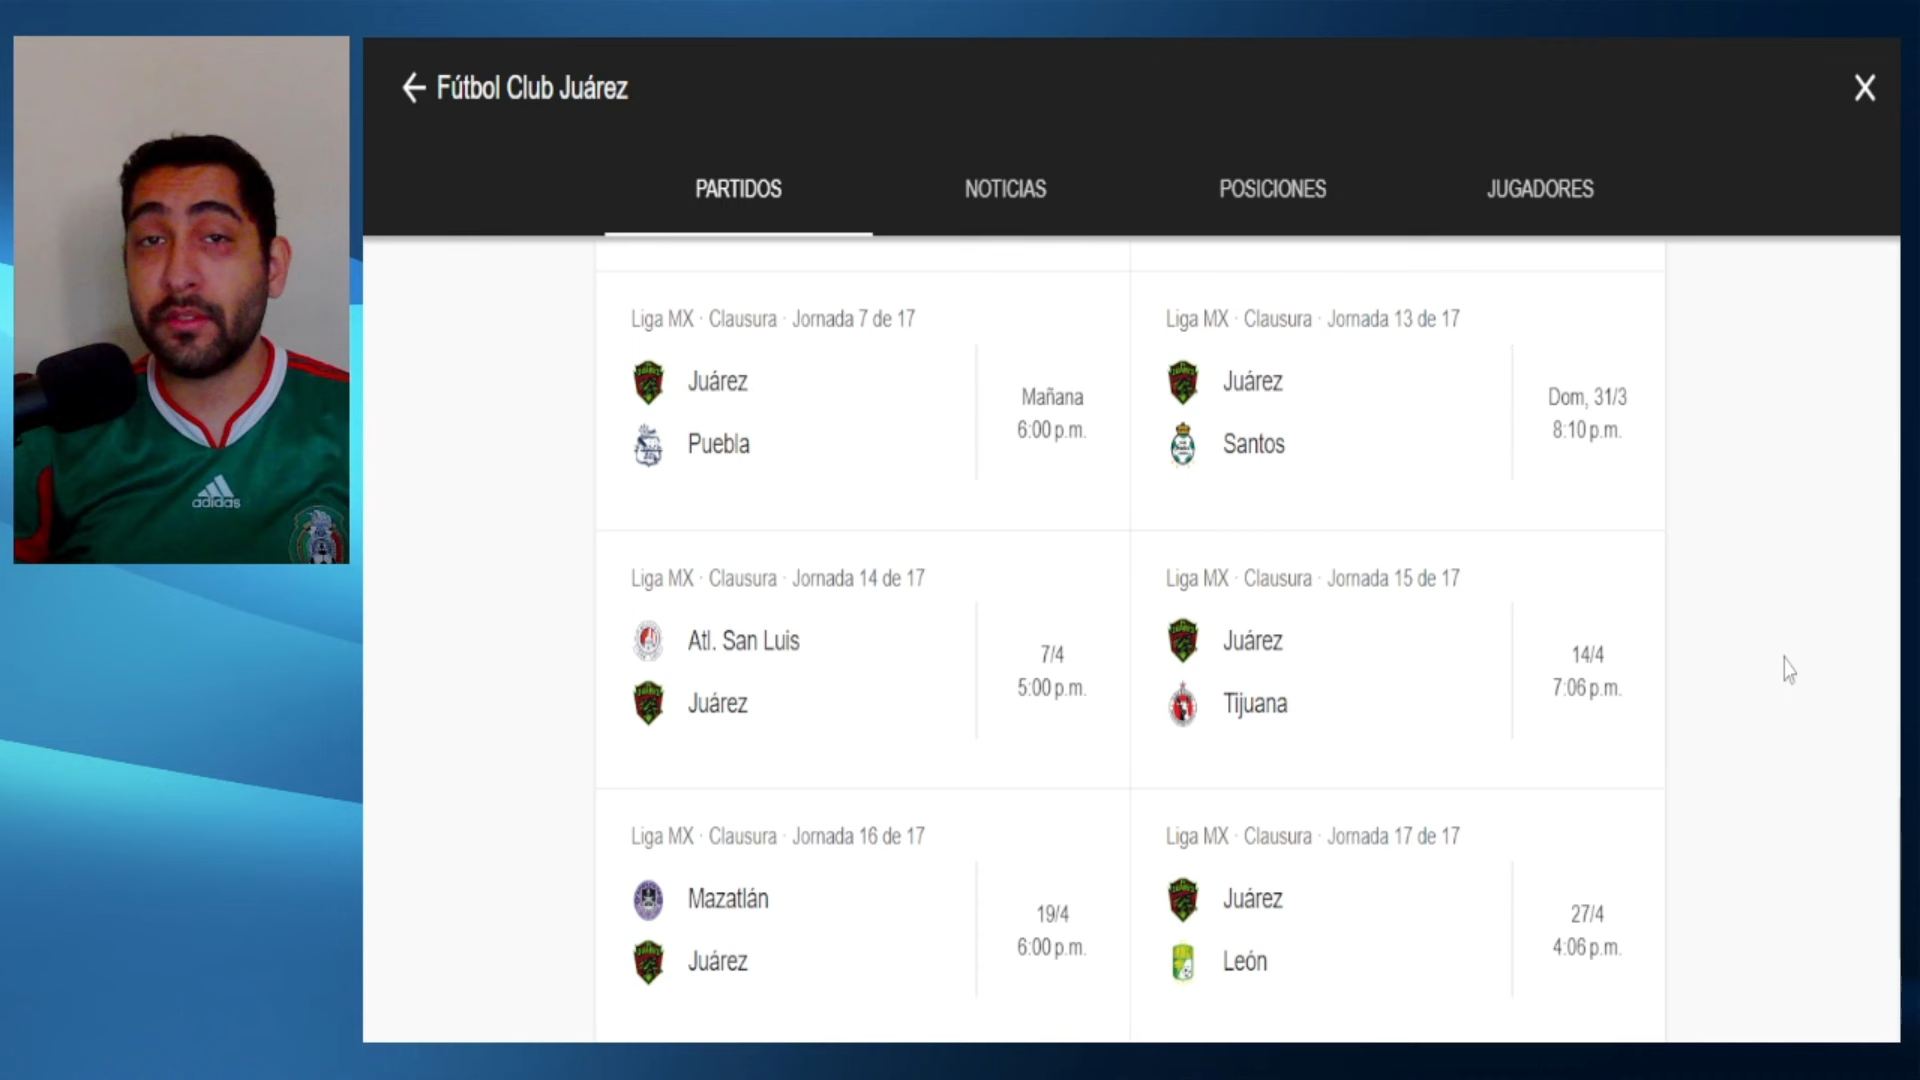 Fútbol Club Juárez
X
PARTIDOS
NOTICIAS
POSICIONES
JUGADORES
Liga MX · Clausura · Jornada 7 de 17
Juárez
Puebla
Mañana
6:00 p.m.
Liga MX · Clausura · Jornada 13 de 17
Juárez
Santos
Dom, 31/3
8:10 p.m.
Liga MX · Clausura · Jornada 14 de 17
Atl. San Luis
Juárez
7/4
5:00 p.m.
Liga MX · Clausura · Jornada 15 de 17
Juárez
Tijuana
14/4
7:06 p.m.
Liga MX · Clausura · Jornada 16 de 17
Mazatlán
Juárez
19/4
6:00 p.m.
Liga MX · Clausura · Jornada 17 de 17
Juárez
León
27/4
4:06 p.m.
adidas